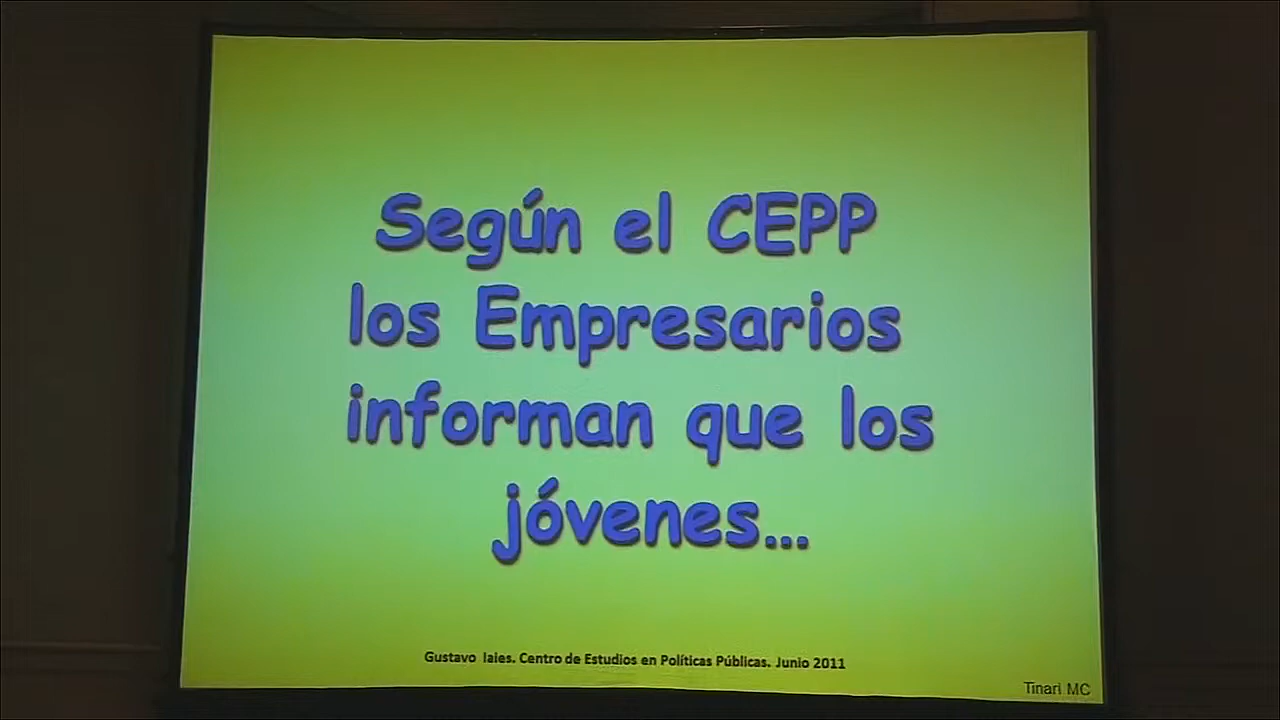 Según el CEPP
los Empresarios
informan que los
jóvenes...
Gustavo Iaies. Centro de Estudios en Políticas Públicas. Junio 2011
Tinari MC